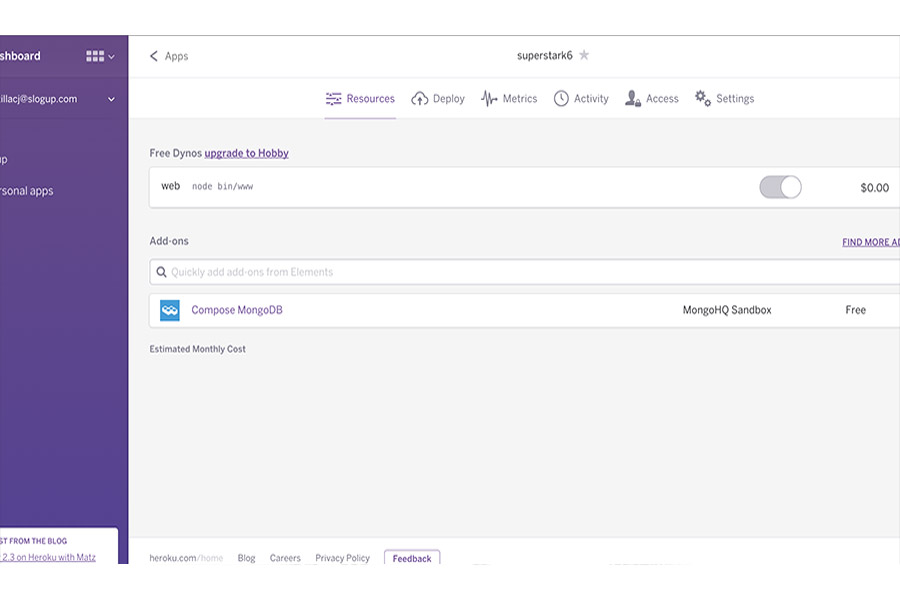 shboard
illacj@slogup.com
up
rsonal apps
ST FROM THE BLOG
2.3 on Heroku with Matz
Apps
superstark6
Resources Deploy Metrics Activity Access Settings
Free Dynos upgrade to Hobby
web node bin/www $0.00
Add-ons FIND MORE AD
Quickly add add-ons from Elements
Compose MongoDB MongoHQ Sandbox Free
Estimated Monthly Cost
heroku.com/home Blog Careers Privacy Policy Feedback